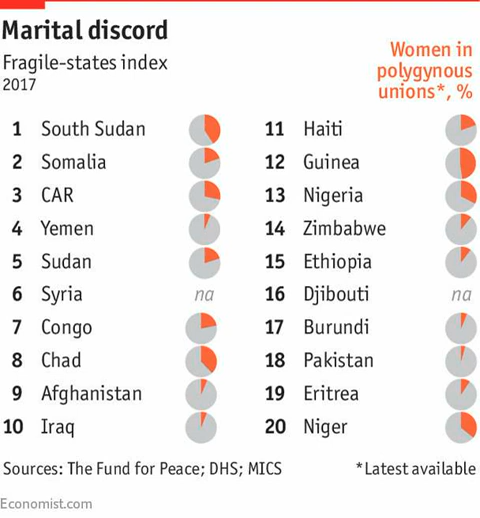 Marital discord
Fragile-states index
2017
Women in
polygynous
unions*, %
1 South Sudan
2 Somalia
3 CAR
4 Yemen
5 Sudan
6 Syria na
7 Congo
8 Chad
9 Afghanistan
10 Iraq
11 Haiti
12 Guinea
13 Nigeria
14 Zimbabwe
15 Ethiopia
16 Djibouti na
17 Burundi
18 Pakistan
19 Eritrea
20 Niger
Sources: The Fund for Peace; DHS; MICS
*Latest available
Economist.com